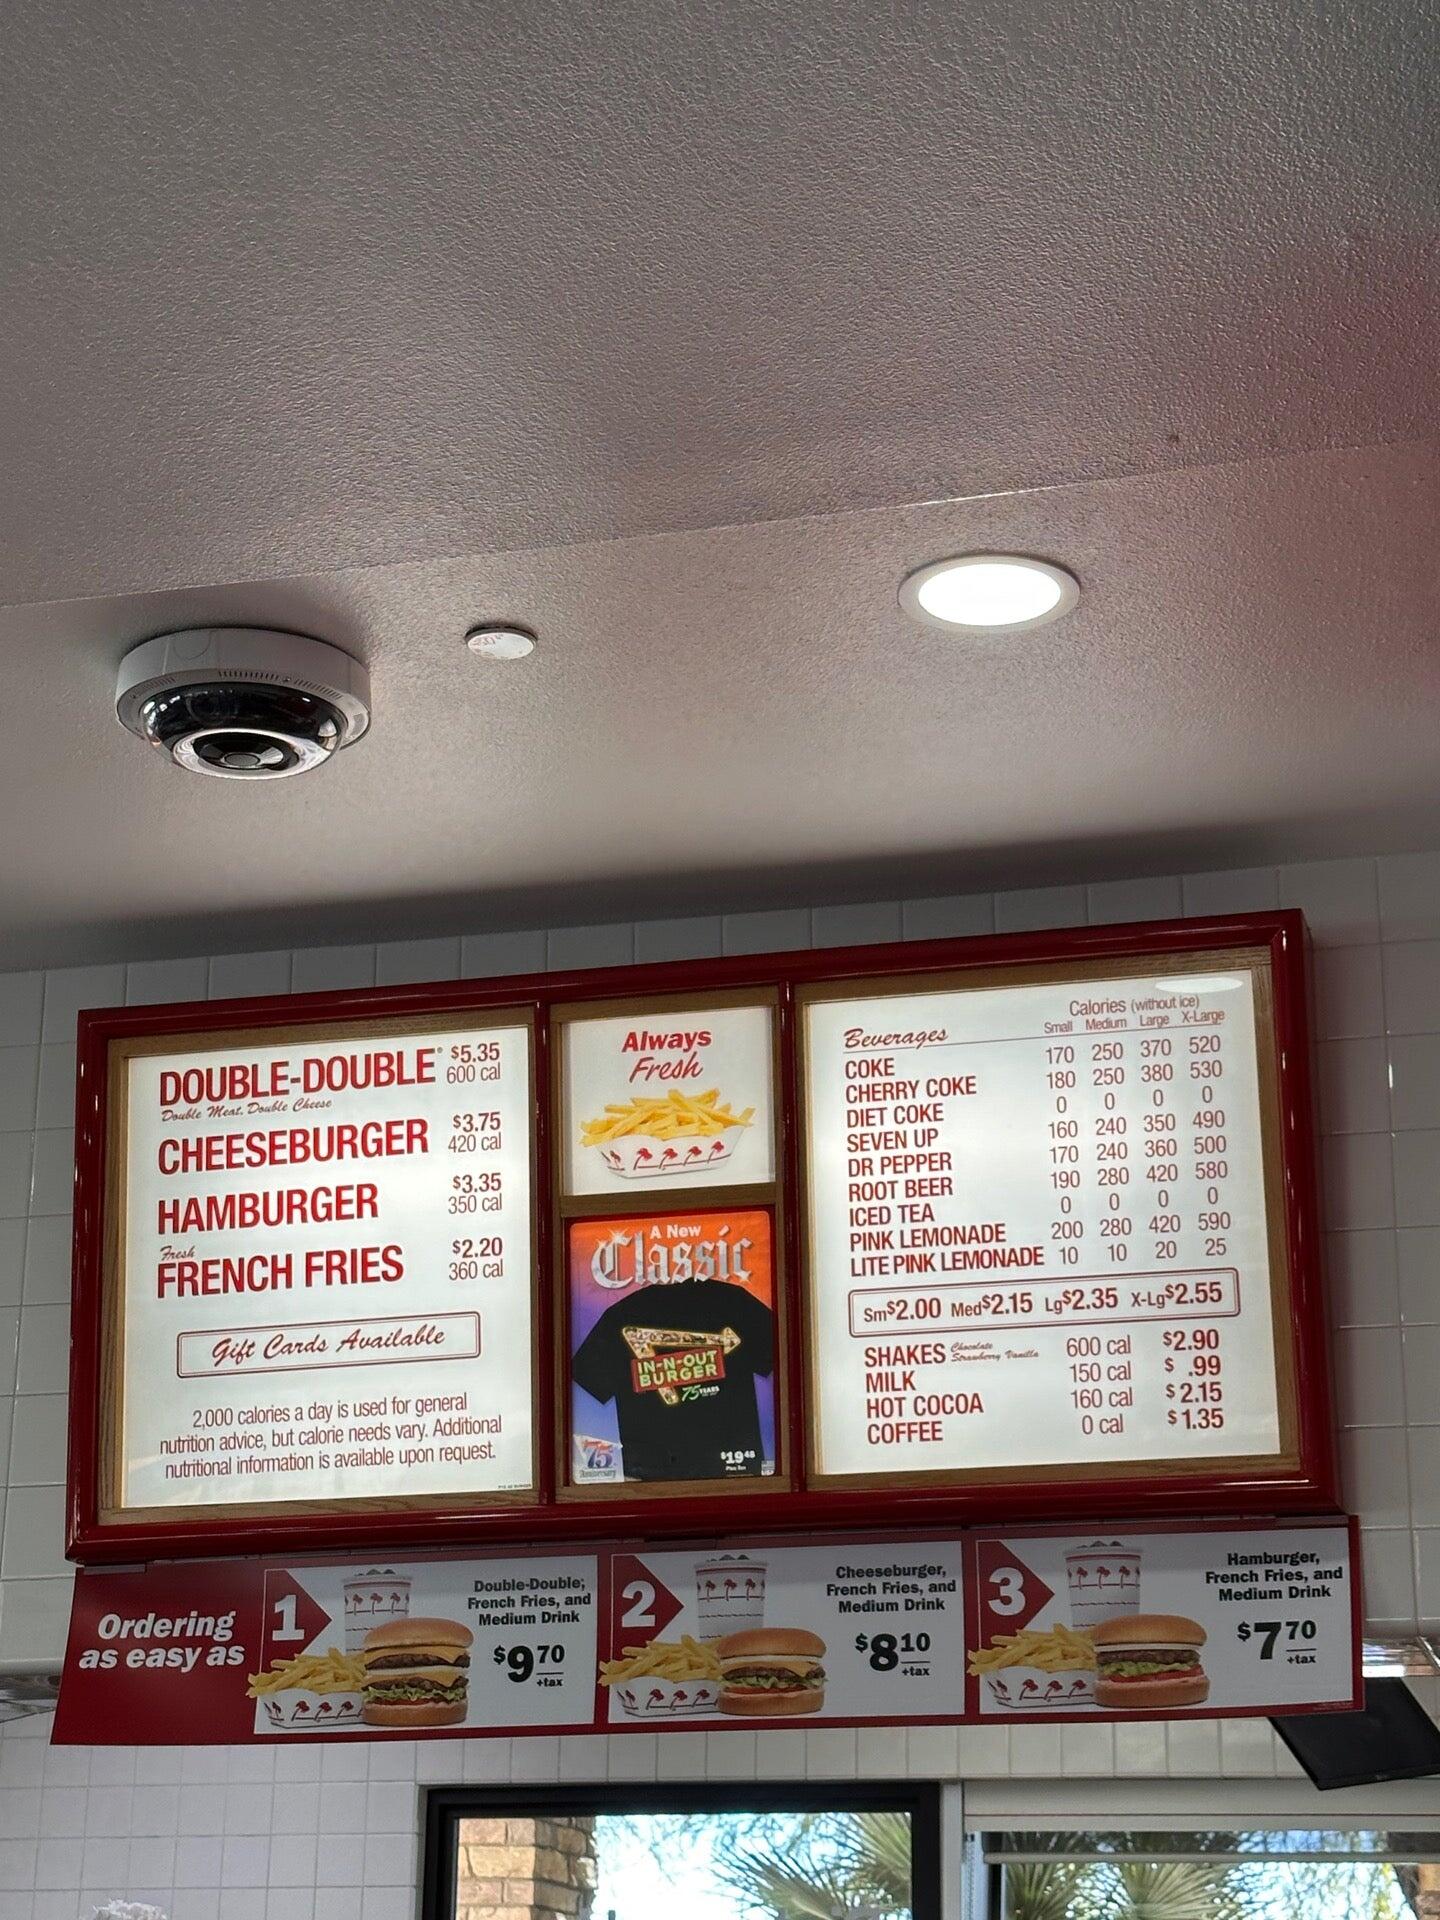 DOUBLE-DOUBLE® $5.35
Double Meat, Double Cheese 600 cal
CHEESEBURGER $3.75
420 cal
HAMBURGER $3.35
350 cal
Fresh
FRENCH FRIES $2.20
360 cal
Gift Cards Available
2,000 calories a day is used for general
nutrition advice, but calorie needs vary. Additional
nutritional information is available upon request.
Always
Fresh
A New
Classic
IN-N-OUT
BURGER
75 YEARS
75
Anniversary
$19.48
Plus Tax
Calories (without ice)
Beverages Small Medium Large X-Large
COKE 170 250 370 520
CHERRY COKE 180 250 380 530
DIET COKE 0 0 0 0
SEVEN UP 160 240 350 490
DR PEPPER 170 240 360 500
ROOT BEER 190 280 420 580
ICED TEA 0 0 0 0
PINK LEMONADE 200 280 420 590
LITE PINK LEMONADE 10 10 20 25
Sm$2.00 Med$2.15 Lg$2.35 X-Lg$2.55
SHAKES Chocolate Strawberry Vanilla 600 cal $2.90
MILK 150 cal $ .99
HOT COCOA 160 cal $2.15
COFFEE 0 cal $1.35
Ordering
as easy as
1
Double-Double,®
French Fries, and
Medium Drink
$9.70
+tax
2
Cheeseburger,
French Fries, and
Medium Drink
$8.10
+tax
3
Hamburger,
French Fries, and
Medium Drink
$7.70
+tax